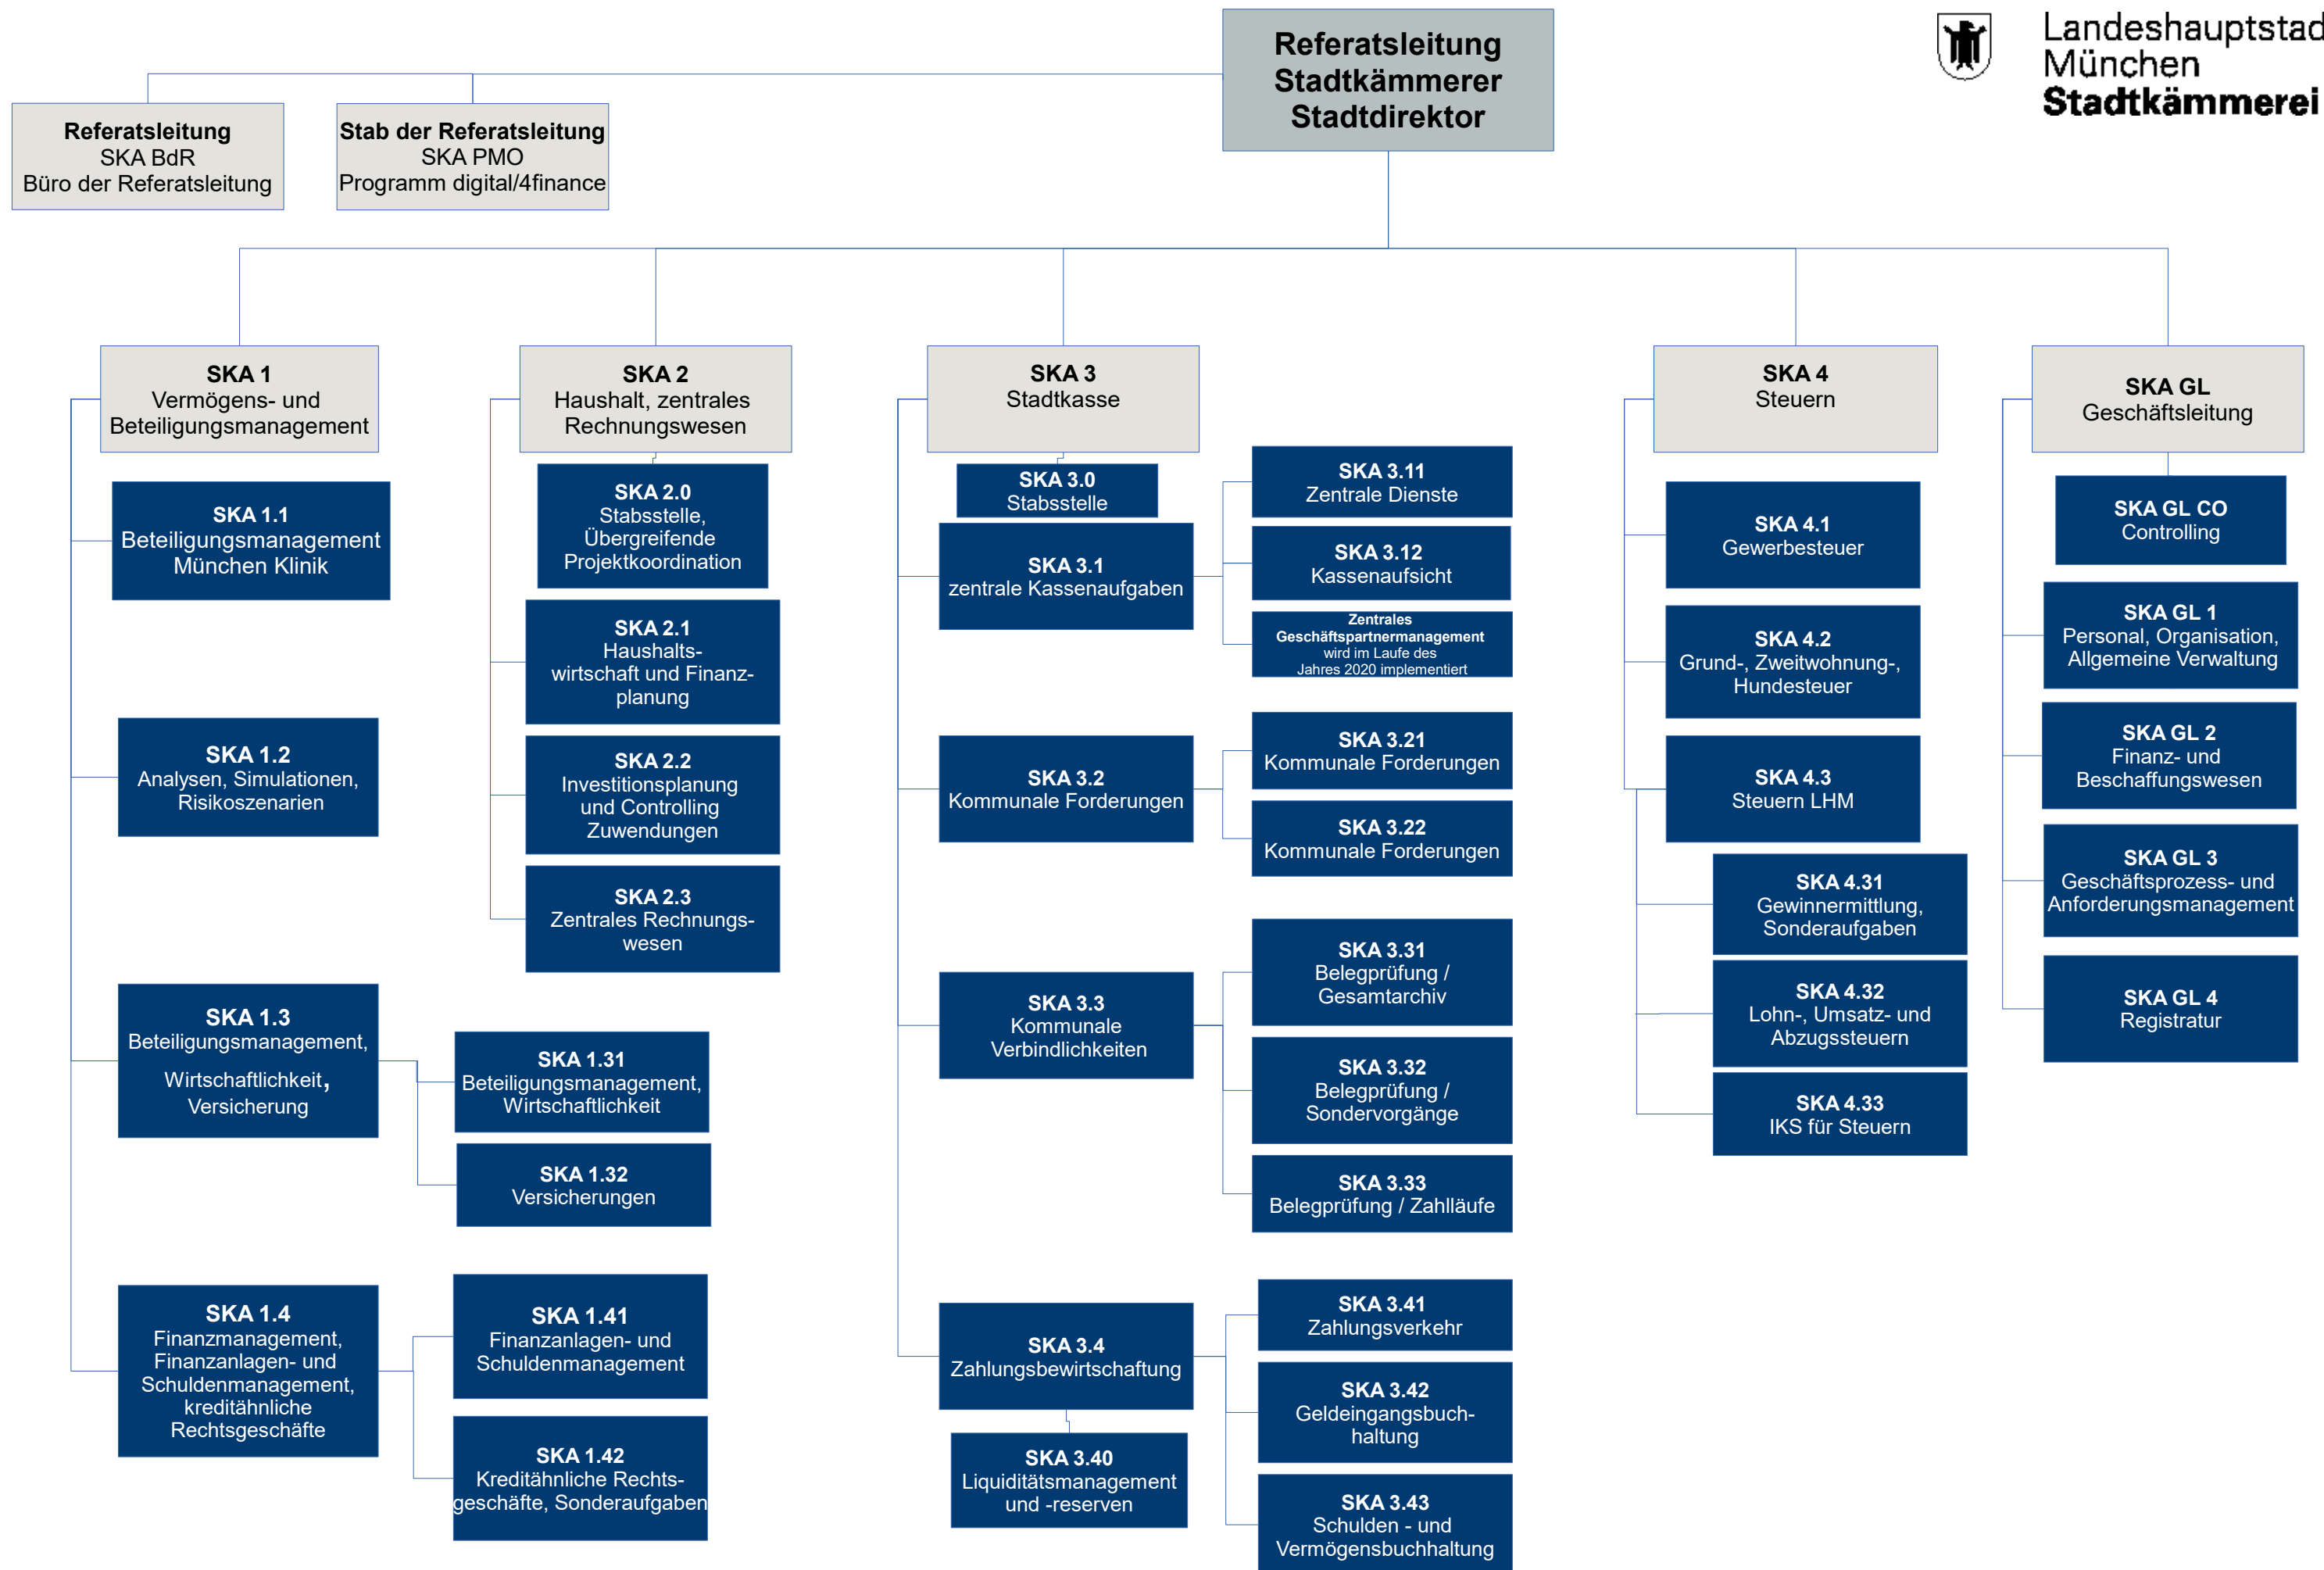 Referatsleitung
Stadtkämmerer
Stadtdirektor
Landeshauptstad
München
Stadtkämmerei
Referatsleitung
SKA BdR
Büro der Referatsleitung
Stab der Referatsleitung
SKA PMO
Programm digital/4finance
SKA 1
Vermögens- und
Beteiligungsmanagement
SKA 1.1
Beteiligungsmanagement
München Klinik
SKA 1.2
Analysen, Simulationen,
Risikoszenarien
SKA 1.3
Beteiligungsmanagement,
Wirtschaftlichkeit,
Versicherung
SKA 1.31
Beteiligungsmanagement,
Wirtschaftlichkeit
SKA 1.32
Versicherungen
SKA 1.4
Finanzmanagement,
Finanzanlagen- und
Schuldenmanagement,
kreditähnliche
Rechtsgeschäfte
SKA 1.41
Finanzanlagen- und
Schuldenmanagement
SKA 1.42
Kreditähnliche Rechts-
geschäfte, Sonderaufgaben
SKA 2
Haushalt, zentrales
Rechnungswesen
SKA 2.0
Stabsstelle,
Übergreifende
Projektkoordination
SKA 2.1
Haushalts-
wirtschaft und Finanz-
planung
SKA 2.2
Investitionsplanung
und Controlling
Zuwendungen
SKA 2.3
Zentrales Rechnungs-
wesen
SKA 3
Stadtkasse
SKA 3.0
Stabsstelle
SKA 3.1
zentrale Kassenaufgaben
SKA 3.11
Zentrale Dienste
SKA 3.12
Kassenaufsicht
Zentrales
Geschäftspartnermanagement
wird im Laufe des
Jahres 2020 implementiert
SKA 3.2
Kommunale Forderungen
SKA 3.21
Kommunale Forderungen
SKA 3.22
Kommunale Forderungen
SKA 3.3
Kommunale
Verbindlichkeiten
SKA 3.31
Belegprüfung /
Gesamtarchiv
SKA 3.32
Belegprüfung /
Sondervorgänge
SKA 3.33
Belegprüfung / Zahlläufe
SKA 3.4
Zahlungsbewirtschaftung
SKA 3.40
Liquiditätsmanagement
und -reserven
SKA 3.41
Zahlungsverkehr
SKA 3.42
Geldeingangsbuch-
haltung
SKA 3.43
Schulden - und
Vermögensbuchhaltung
SKA 4
Steuern
SKA 4.1
Gewerbesteuer
SKA 4.2
Grund-, Zweitwohnung-,
Hundesteuer
SKA 4.3
Steuern LHM
SKA 4.31
Gewinnermittlung,
Sonderaufgaben
SKA 4.32
Lohn-, Umsatz- und
Abzugssteuern
SKA 4.33
IKS für Steuern
SKA GL
Geschäftsleitung
SKA GL CO
Controlling
SKA GL 1
Personal, Organisation,
Allgemeine Verwaltung
SKA GL 2
Finanz- und
Beschaffungswesen
SKA GL 3
Geschäftsprozess- und
Anforderungsmanagement
SKA GL 4
Registratur